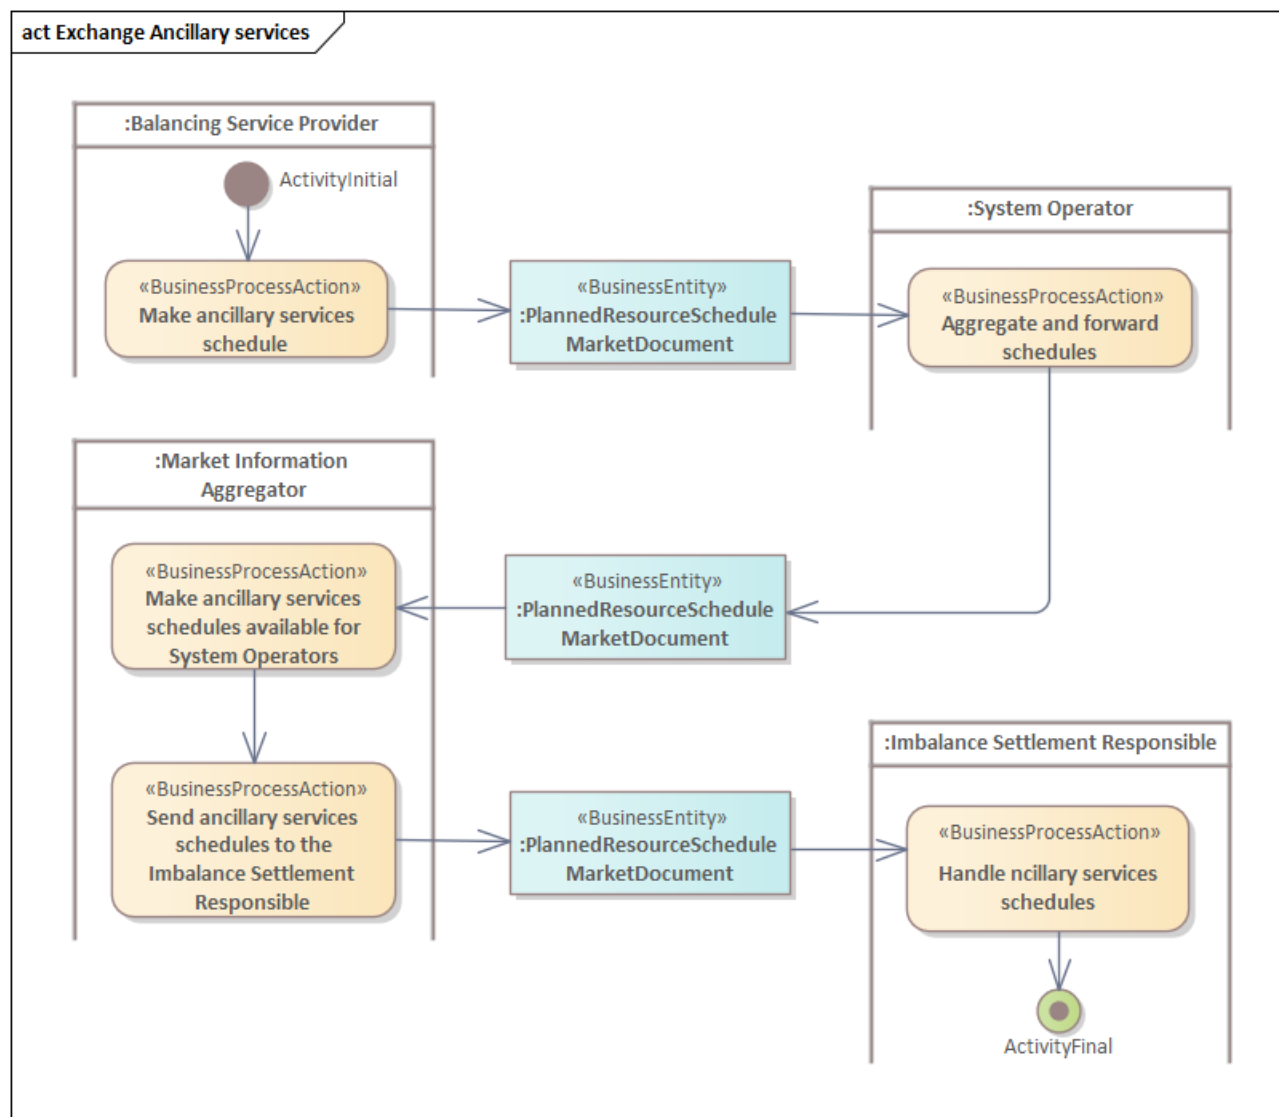 act Exchange Ancillary services
:Balancing Service Provider
ActivityInitial
«BusinessProcessAction»
Make ancillary services
schedule
«BusinessEntity»
:PlannedResourceSchedule
MarketDocument
:System Operator
«BusinessProcessAction»
Aggregate and forward
schedules
:Market Information
Aggregator
«BusinessProcessAction»
Make ancillary services
schedules available for
System Operators
«BusinessEntity»
:PlannedResourceSchedule
MarketDocument
«BusinessProcessAction»
Send ancillary services
schedules to the
Imbalance Settlement
Responsible
«BusinessEntity»
:PlannedResourceSchedule
MarketDocument
:Imbalance Settlement Responsible
«BusinessProcessAction»
Handle ncillary services
schedules
ActivityFinal